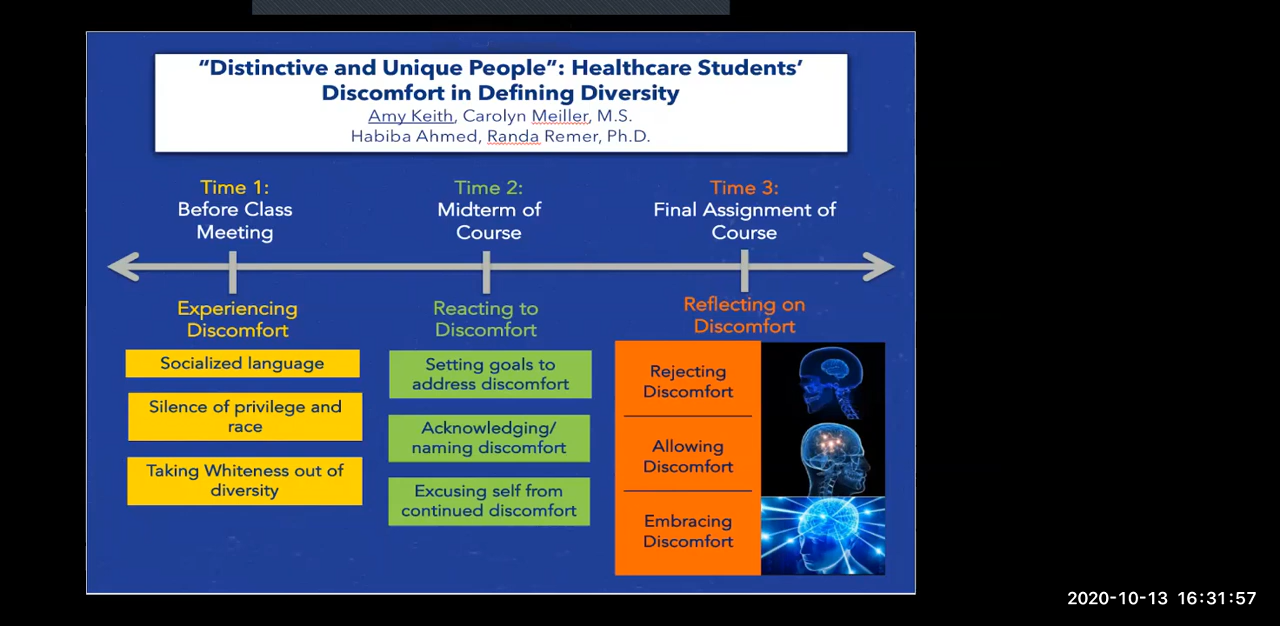 “Distinctive and Unique People”: Healthcare Students’
Discomfort in Defining Diversity
Amy Keith, Carolyn Meiller, M.S.
Habiba Ahmed, Randa Remer, Ph.D.
Time 1:
Before Class
Meeting
Time 2:
Midterm of
Course
Time 3:
Final Assignment of
Course
Experiencing
Discomfort
Socialized language
Silence of privilege and
race
Taking Whiteness out of
diversity
Reacting to
Discomfort
Setting goals to
address discomfort
Acknowledging/
naming discomfort
Excusing self from
continued discomfort
Reflecting on
Discomfort
Rejecting
Discomfort
Allowing
Discomfort
Embracing
Discomfort
2020-10-13 16:31:57